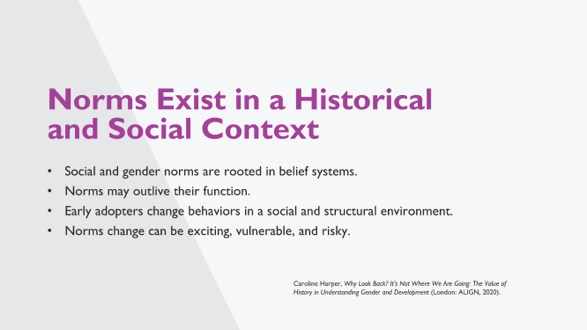 Norms Exist in a Historical
and Social Context
• Social and gender norms are rooted in belief systems.
• Norms may outlive their function.
• Early adopters change behaviors in a social and structural environment.
• Norms change can be exciting, vulnerable, and risky.
Caroline Harper, Why Look Back? It's Not Where We Are Going: The Value of
History in Understanding Gender and Development (London: ALIGN, 2020).